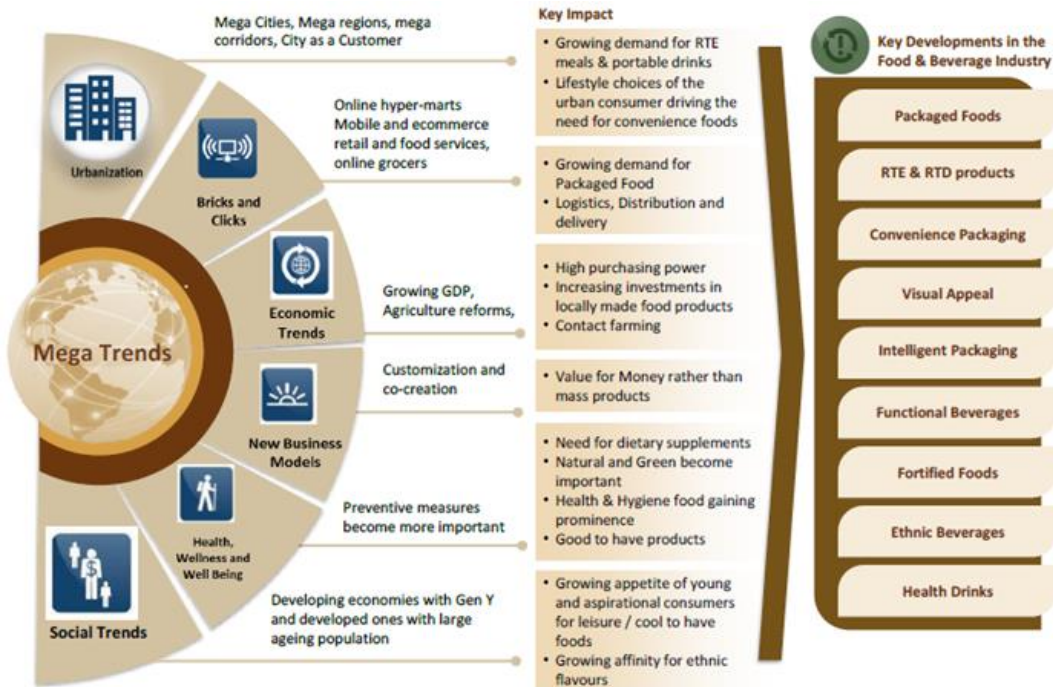 Mega Cities, Mega regions, mega
corridors, City as a Customer
Urbanization
Online hyper-marts
Mobile and ecommerce
retail and food services,
online grocers
Bricks and
Clicks
Growing GDP,
Agriculture reforms,
Economic
Trends
Mega Trends
Customization and
co-creation
New Business
Models
Preventive measures
become more important
Health,
Wellness and
Well Being
Developing economies with Gen Y
and developed ones with large
ageing population
Social Trends
Key Impact
• Growing demand for RTE
meals & portable drinks
• Lifestyle choices of the
urban consumer driving the
need for convenience foods
• Growing demand for
Packaged Food
• Logistics, Distribution and
delivery
• High purchasing power
• Increasing investments in
locally made food products
• Contact farming
• Value for Money rather than
mass products
• Need for dietary supplements
• Natural and Green become
important
• Health & Hygiene food gaining
prominence
• Good to have products
• Growing appetite of young
and aspirational consumers
for leisure / cool to have
foods
• Growing affinity for ethnic
flavours
Key Developments in the
Food & Beverage Industry
Packaged Foods
RTE & RTD products
Convenience Packaging
Visual Appeal
Intelligent Packaging
Functional Beverages
Fortified Foods
Ethnic Beverages
Health Drinks